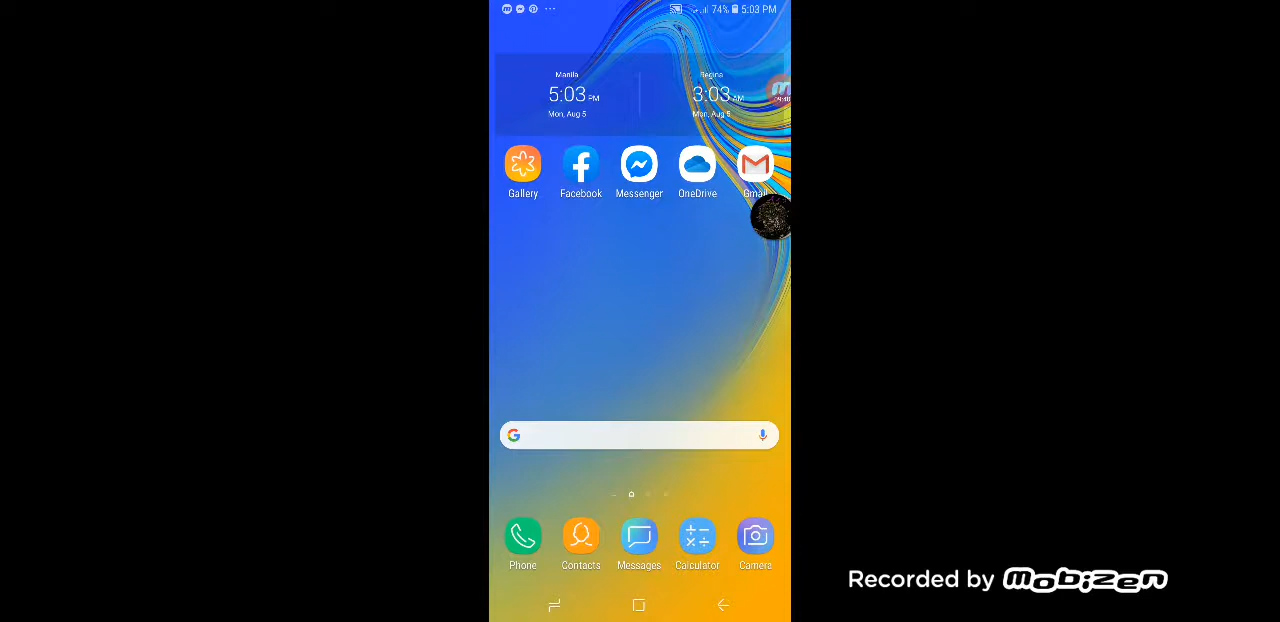 74% 5:03 PM
Manila
5:03 PM
Mon, Aug 5
Regina
3:03 AM
Mon, Aug 5
Gallery
Facebook
Messenger
OneDrive
Gmail
Phone
Contacts
Messages
Calculator
Camera
Recorded by mobizen